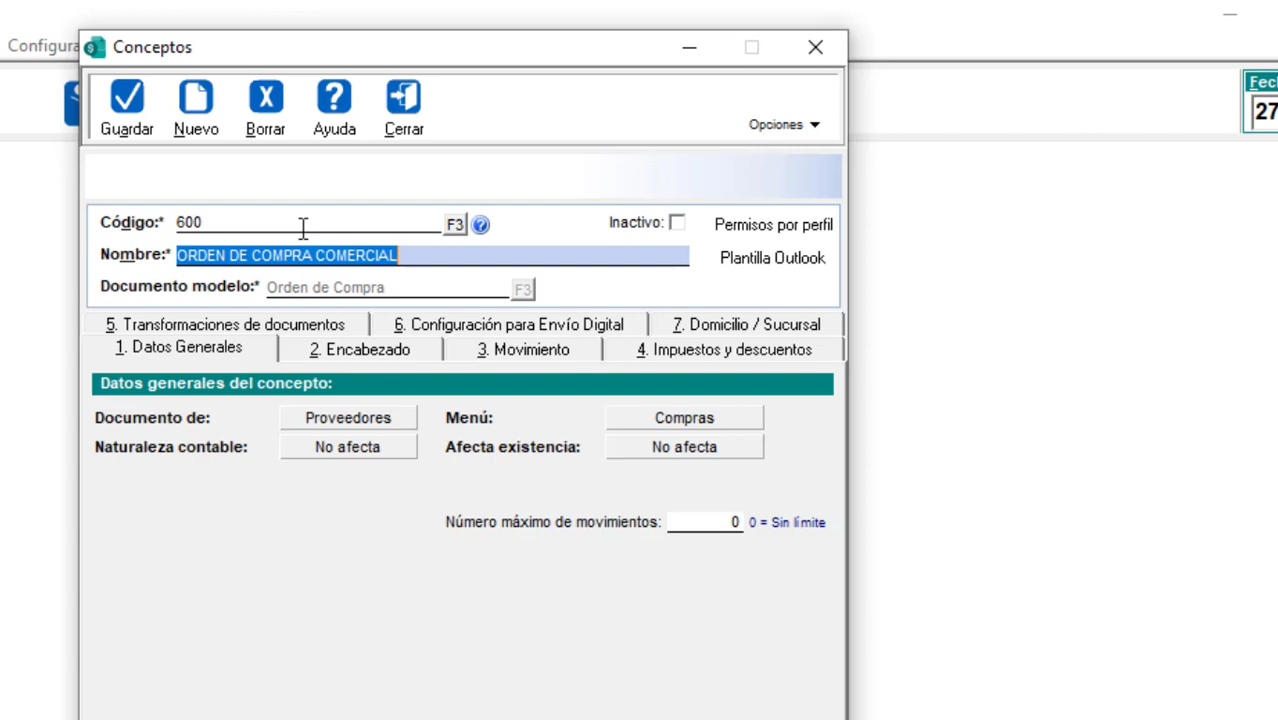 Configura
Conceptos
Guardar Nuevo Borrar Ayuda Cerrar
Opciones
27
Código:* 600 F3 ? Inactivo: Permisos por perfil
Nombre:* ORDEN DE COMPRA COMERCIAL Plantilla Outlook
Documento modelo:* Orden de Compra F3
5. Transformaciones de documentos 6. Configuración para Envío Digital 7. Domicilio / Sucursal
1. Datos Generales 2. Encabezado 3. Movimiento 4. Impuestos y descuentos
Datos generales del concepto:
Documento de: Proveedores Menú: Compras
Naturaleza contable: No afecta Afecta existencia: No afecta
Número máximo de movimientos: 0 0 = Sin límite